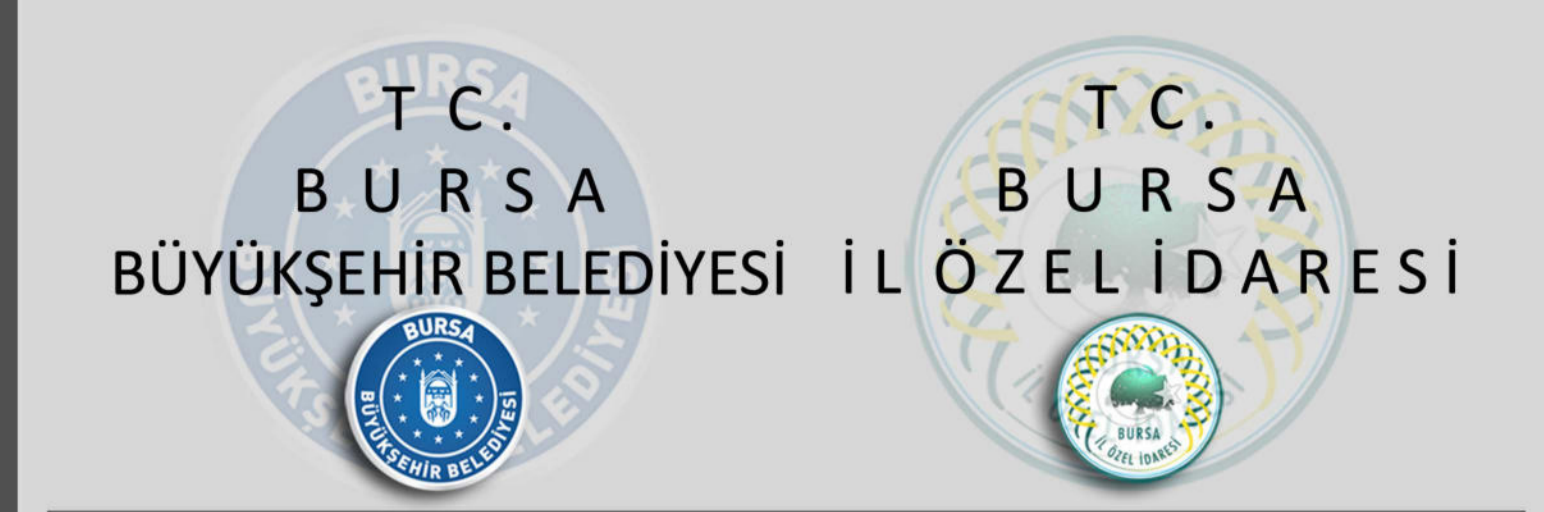 T C.
B U R S A
BÜYÜKŞEHİR BELEDİYESİ
BURSA
BÜYÜKŞEHİR BELEDİYESİ
T C.
B U R S A
İ L Ö Z E L İ D A R E S İ
BURSA
İL ÖZEL İDARESİ